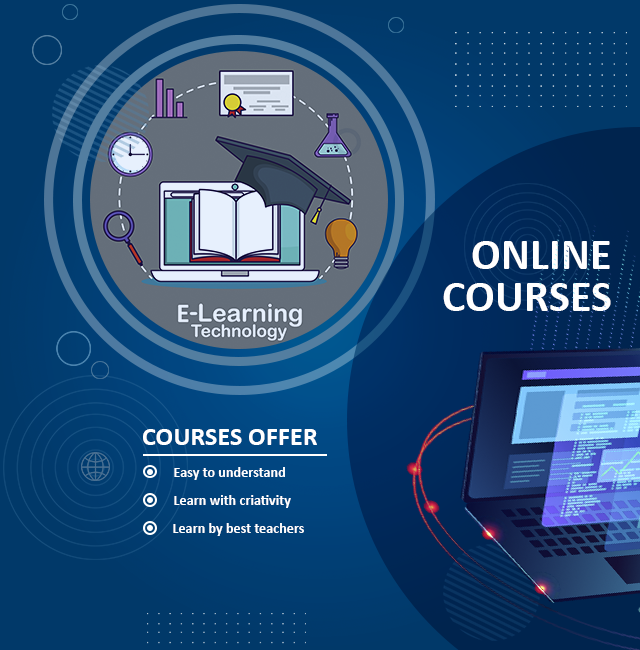 E-Learning
Technology
ONLINE
COURSES
COURSES OFFER
Easy to understand
Learn with criativity
Learn by best teachers